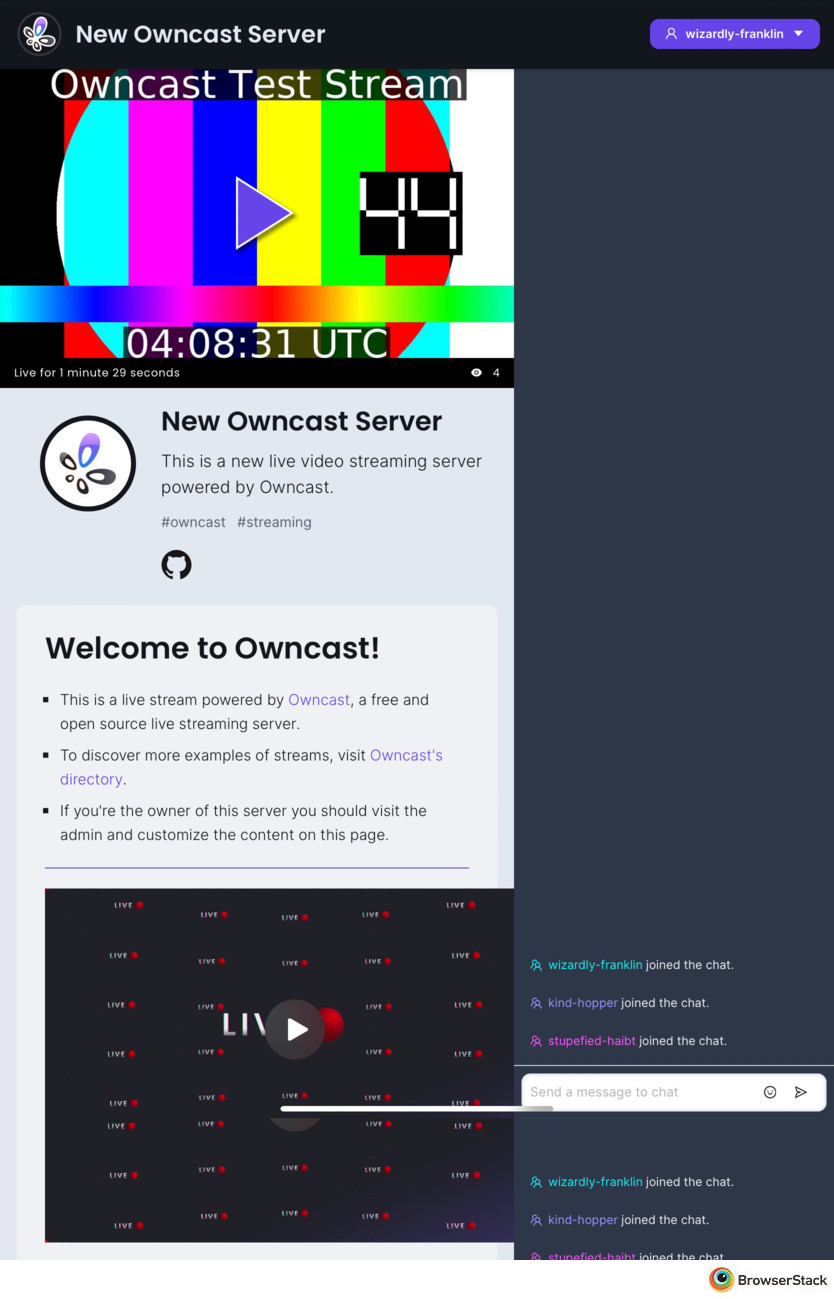 New Owncast Server
wizardly-franklin
Owncast Test Stream
44
04:08:31 UTC
Live for 1 minute 29 seconds
4
New Owncast Server
This is a new live video streaming server
powered by Owncast.
#owncast #streaming
Welcome to Owncast!
This is a live stream powered by Owncast, a free and
open source live streaming server.
To discover more examples of streams, visit Owncast's
directory.
If you're the owner of this server you should visit the
admin and customize the content on this page.
LIVE LIVE LIVE LIVE LIVE
LIVE LIVE LIVE LIVE LIVE
LIVE LIVE LIVE LIVE
LIV
LIVE LIVE LIVE LIVE
LIVE LIVE LIVE LIVE LIVE
LIVE LIVE LIVE LIVE LIVE
LIVE LIVE LIVE LIVE LIVE
LIVE LIVE LIVE LIVE LIVE
wizardly-franklin joined the chat.
kind-hopper joined the chat.
stupefied-haibt joined the chat.
Send a message to chat
wizardly-franklin joined the chat.
kind-hopper joined the chat.
stupefied-haibt joined the chat.
BrowserStack